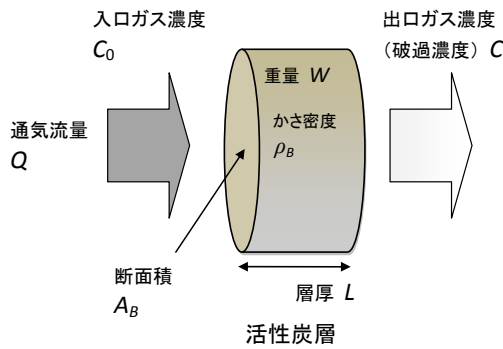 入口ガス濃度
C₀
出口ガス濃度
（破過濃度） C
重量 W
かさ密度
ρB
通気流量
Q
断面積
AB
層厚 L
活性炭層